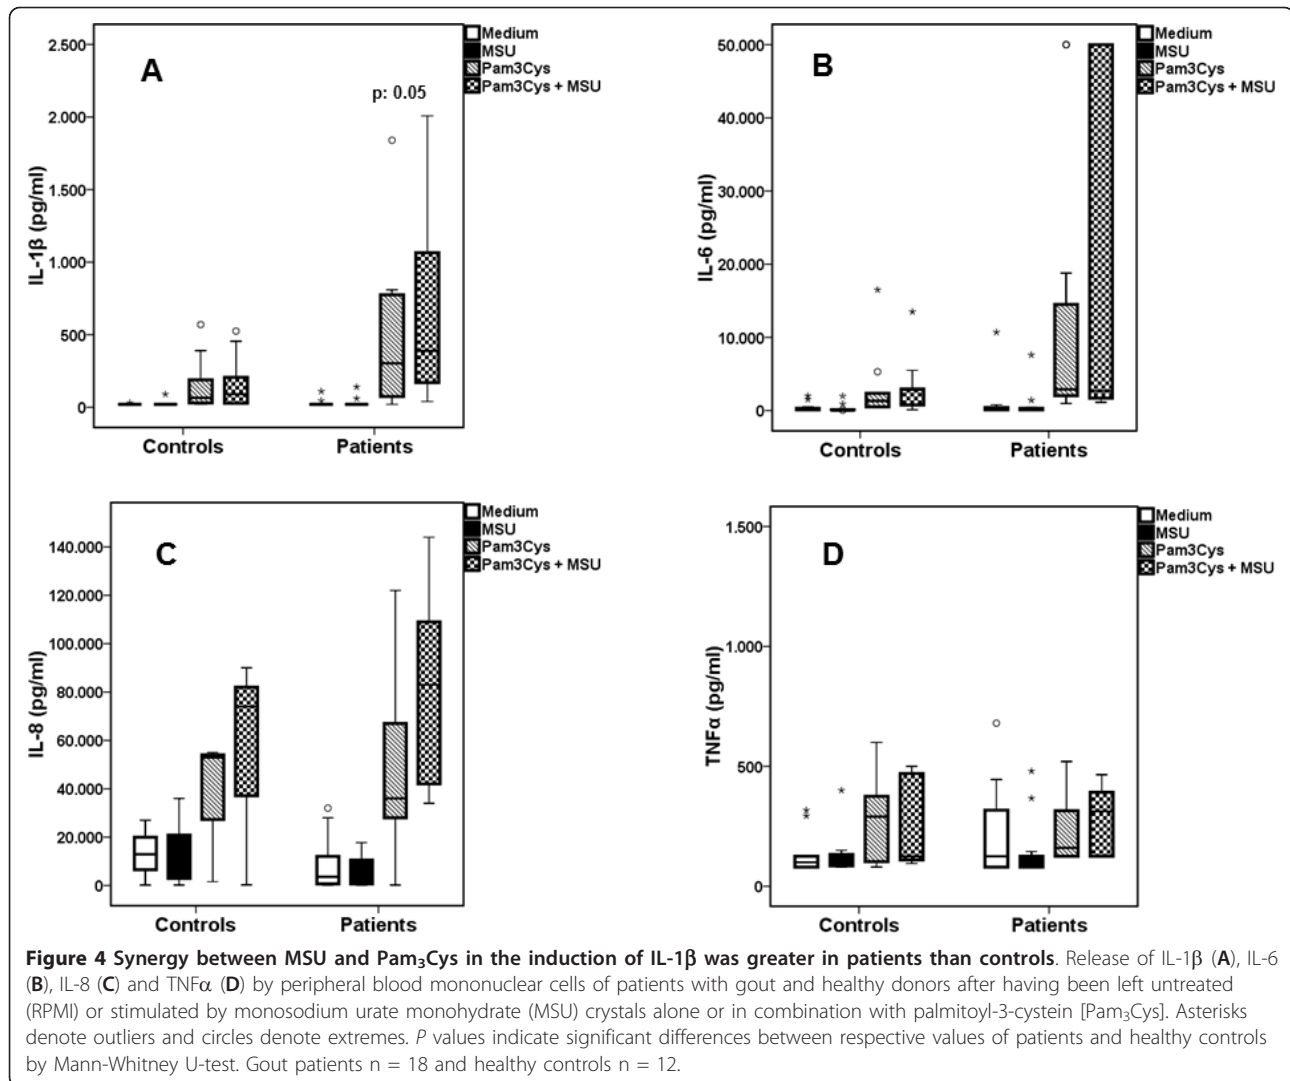 2.500
2.000
1.500
1.000
500
0
IL-1β (pg/ml)
A
p: 0.05
Controls
Patients
Medium
MSU
Pam3Cys
Pam3Cys + MSU
50.000
40.000
30.000
20.000
10.000
0
IL-6 (pg/ml)
B
Controls
Patients
Medium
MSU
Pam3Cys
Pam3Cys + MSU
140.000
120.000
100.000
80.000
60.000
40.000
20.000
0
IL-8 (pg/ml)
C
Controls
Patients
Medium
MSU
Pam3Cys
Pam3Cys + MSU
1.500
1.000
500
0
TNFα (pg/ml)
D
Controls
Patients
Medium
MSU
Pam3Cys
Pam3Cys + MSU
Figure 4 Synergy between MSU and Pam₃Cys in the induction of IL-1β was greater in patients than controls. Release of IL-1β (A), IL-6
(B), IL-8 (C) and TNFα (D) by peripheral blood mononuclear cells of patients with gout and healthy donors after having been left untreated
(RPMI) or stimulated by monosodium urate monohydrate (MSU) crystals alone or in combination with palmitoyl-3-cystein [Pam₃Cys]. Asterisks
denote outliers and circles denote extremes. P values indicate significant differences between respective values of patients and healthy controls
by Mann-Whitney U-test. Gout patients n = 18 and healthy controls n = 12.